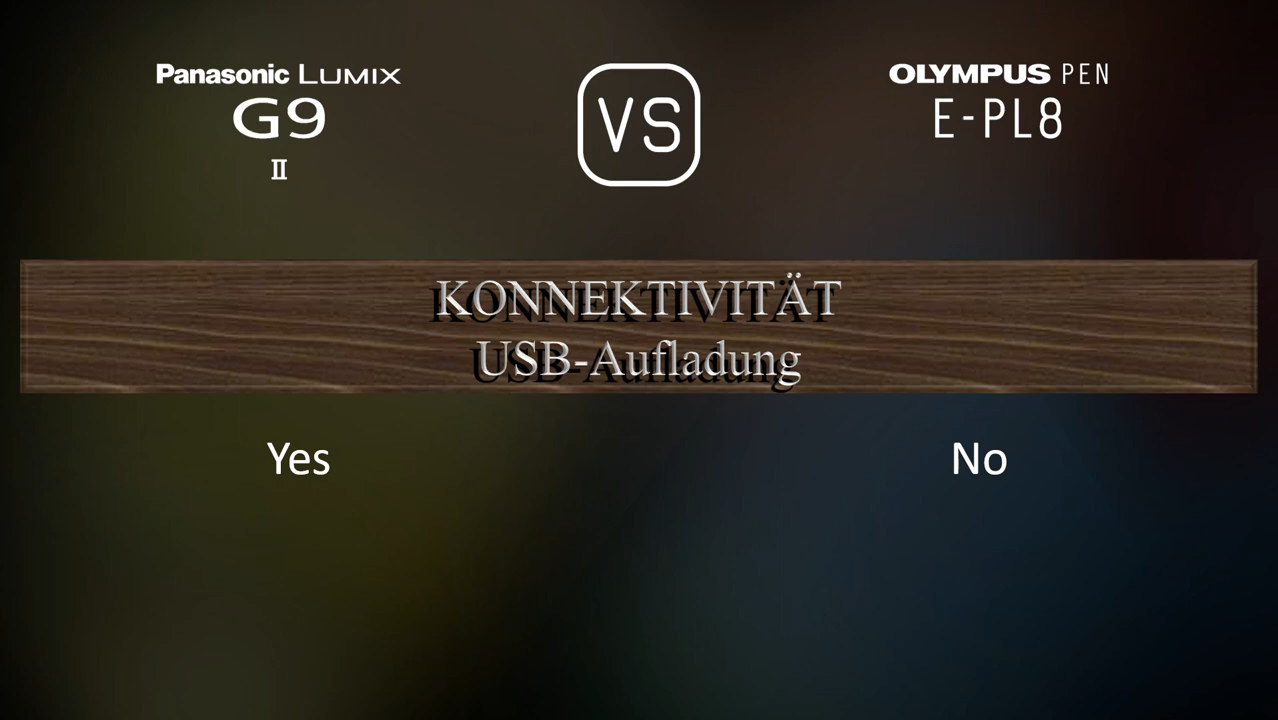 Panasonic LUMIX
G9
II
VS
OLYMPUS PEN
E-PL8
KONNEKTIVITÄT
USB-Aufladung
Yes
No